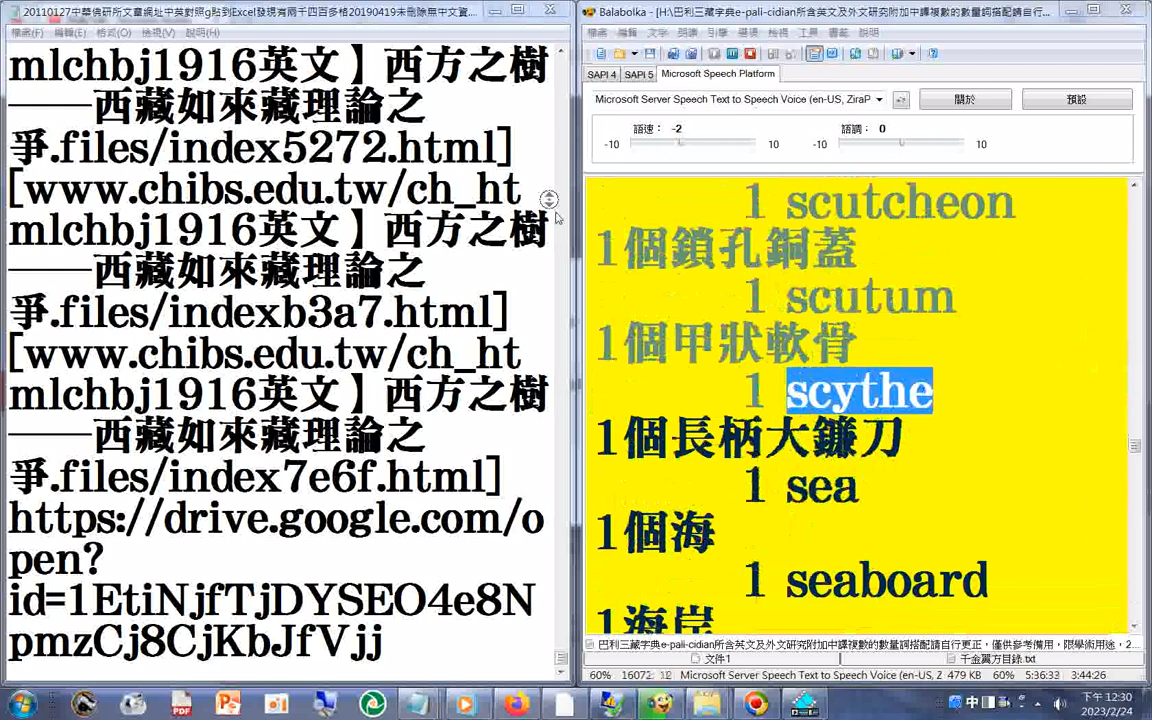 20110127中華佛研所文章網址中英對照g點到Excel發現有兩千四百多格20190419未刪除無中文資...
檔案(F) 編輯(E) 格式(O) 檢視(V) 說明(H)
mlchbj1916英文】西方之樹
——西藏如來藏理論之
爭.files/index5272.html]
[www.chibs.edu.tw/ch_ht
mlchbj1916英文】西方之樹
——西藏如來藏理論之
爭.files/indexb3a7.html]
[www.chibs.edu.tw/ch_ht
mlchbj1916英文】西方之樹
——西藏如來藏理論之
爭.files/index7e6f.html]
https://drive.google.com/o
pen?
id=1EtiNjfTjDYSEO4e8N
pmzCj8CjKbJfVjj
Balabolka - [H:\巴利三藏字典e-pali-cidian所含英文及外文研究附加中譯複數的數量詞搭配請自行...
檔案 編輯 文字 朗讀 引擎 選項 檢視 工具 書籤 說明
SAPI 4 SAPI 5 Microsoft Speech Platform
Microsoft Server Speech Text to Speech Voice (en-US, ZiraP 關於 預設
語速： -2 語調： 0
-10 10 -10 10
1 scutcheon
1個鎖孔銅蓋
1 scutum
1個甲狀軟骨
1 scythe
1個長柄大鐮刀
1 sea
1個海
1 seaboard
1海岸
巴利三藏字典e-pali-cidian所含英文及外文研究附加中譯複數的數量詞搭配請自行更正，僅供參考備用，限學術用途，2...
文件1 千金翼方目錄.txt
60% 16072: 12 Microsoft Server Speech Text to Speech Voice (en-US, Z 479 KB 5:36:33 3:44:26
中
下午 12:30
2023/2/24